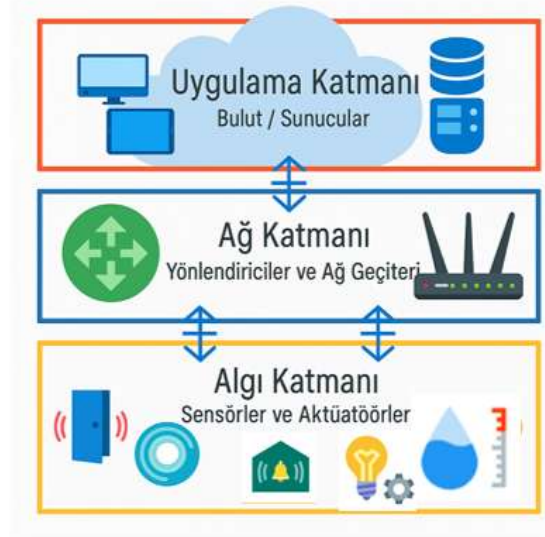 Uygulama Katmanı
Bulut / Sunucular
Ağ Katmanı
Yönlendiriciler ve Ağ Geçiteri
Algı Katmanı
Sensörler ve Aktüatöörler